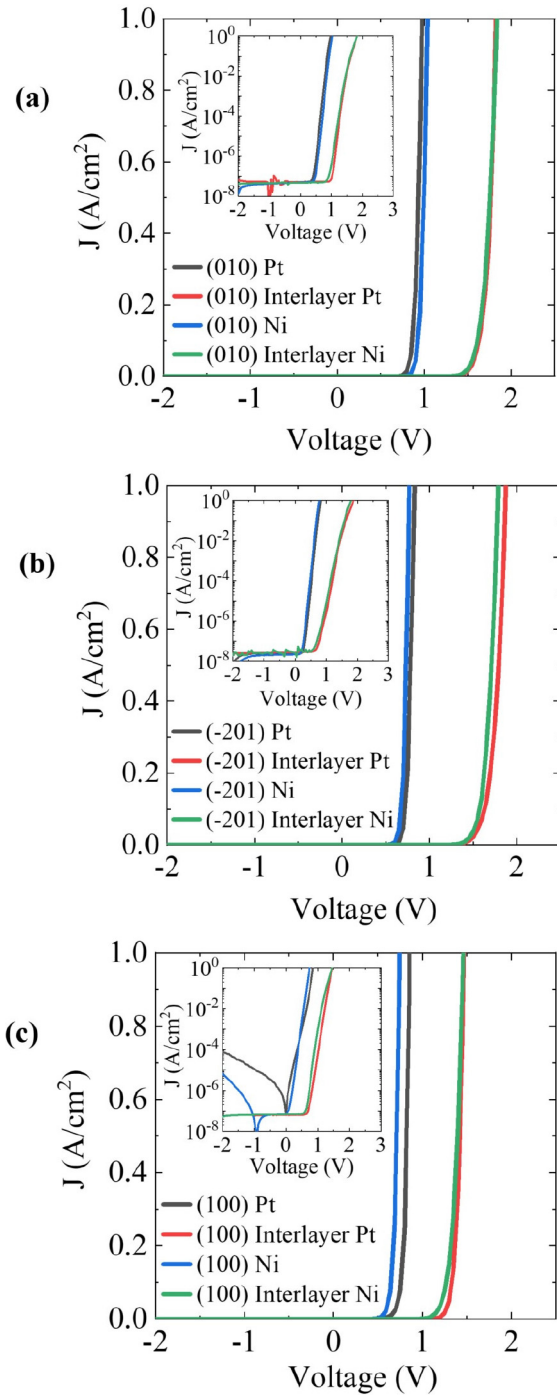 (a)
1.0
0.8
0.6
0.4
0.2
0.0
J (A/cm²)
10⁰
10⁻²
10⁻⁴
10⁻⁶
10⁻⁸
J (A/cm²)
-2 -1 0 1 2 3
Voltage (V)
(010) Pt
(010) Interlayer Pt
(010) Ni
(010) Interlayer Ni
-2 -1 0 1 2
Voltage (V)
(b)
1.0
0.8
0.6
0.4
0.2
0.0
J (A/cm²)
10⁰
10⁻²
10⁻⁴
10⁻⁶
10⁻⁸
J (A/cm²)
-2 -1 0 1 2 3
Voltage (V)
(-201) Pt
(-201) Interlayer Pt
(-201) Ni
(-201) Interlayer Ni
-2 -1 0 1 2
Voltage (V)
(c)
1.0
0.8
0.6
0.4
0.2
0.0
J (A/cm²)
10⁰
10⁻²
10⁻⁴
10⁻⁶
10⁻⁸
J (A/cm²)
-2 -1 0 1 2 3
Voltage (V)
(100) Pt
(100) Interlayer Pt
(100) Ni
(100) Interlayer Ni
-2 -1 0 1 2
Voltage (V)